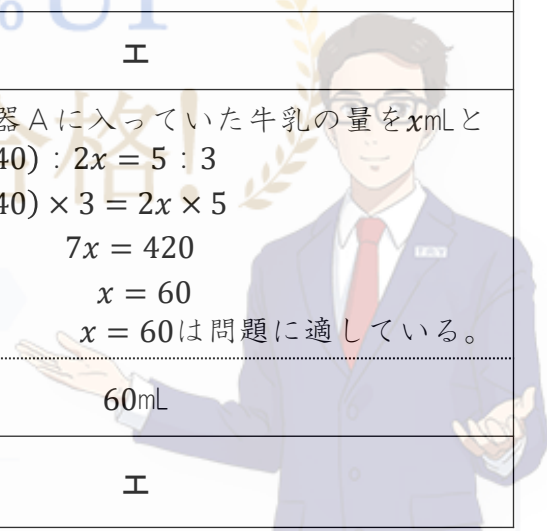 % UP
エ
器Aに入っていた牛乳の量をxmLと
40) : 2x = 5 : 3
40) × 3 = 2x × 5
7x = 420
x = 60
x = 60は問題に適している。
60mL
エ